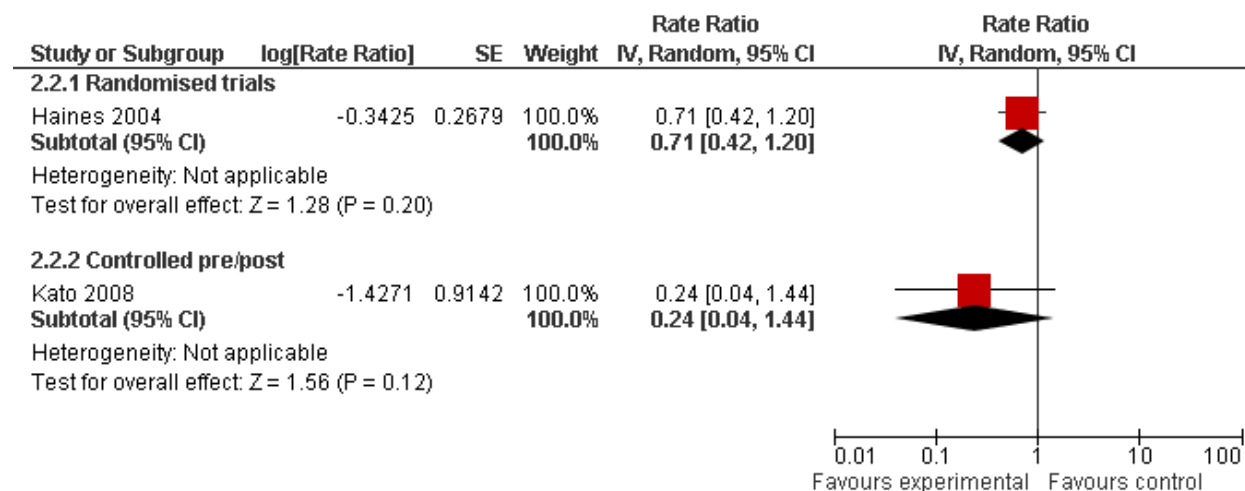 Rate Ratio Rate Ratio
Study or Subgroup log[Rate Ratio] SE Weight IV, Random, 95% CI IV, Random, 95% CI
2.2.1 Randomised trials
Haines 2004 -0.3425 0.2679 100.0% 0.71 [0.42, 1.20]
Subtotal (95% CI) 100.0% 0.71 [0.42, 1.20]
Heterogeneity: Not applicable
Test for overall effect: Z = 1.28 (P = 0.20)
2.2.2 Controlled pre/post
Kato 2008 -1.4271 0.9142 100.0% 0.24 [0.04, 1.44]
Subtotal (95% CI) 100.0% 0.24 [0.04, 1.44]
Heterogeneity: Not applicable
Test for overall effect: Z = 1.56 (P = 0.12)
0.01 0.1 1 10 100
Favours experimental Favours control